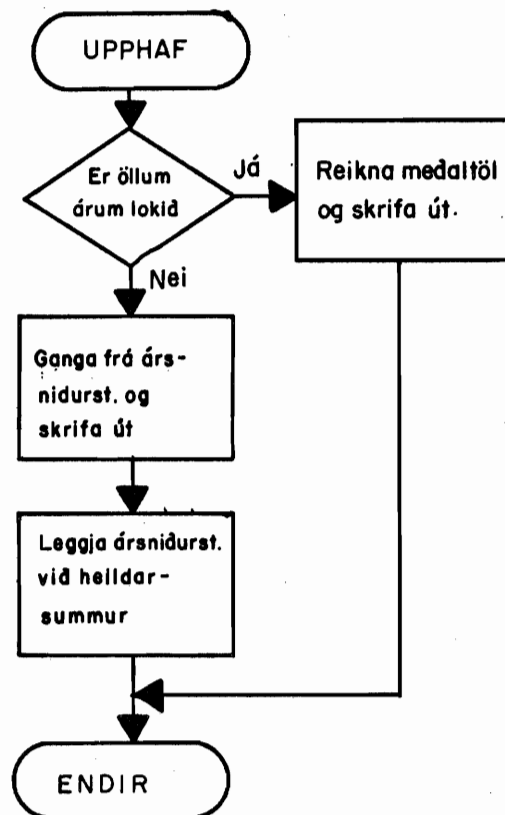 UPPHAF
Er öllum
árum lokið
Já
Reikna meðaltöl
og skrifa út.
Nei
Ganga frá árs-
niðurst. og
skrifa út
Leggja ársniðurst.
við heildar-
summur
ENDIR